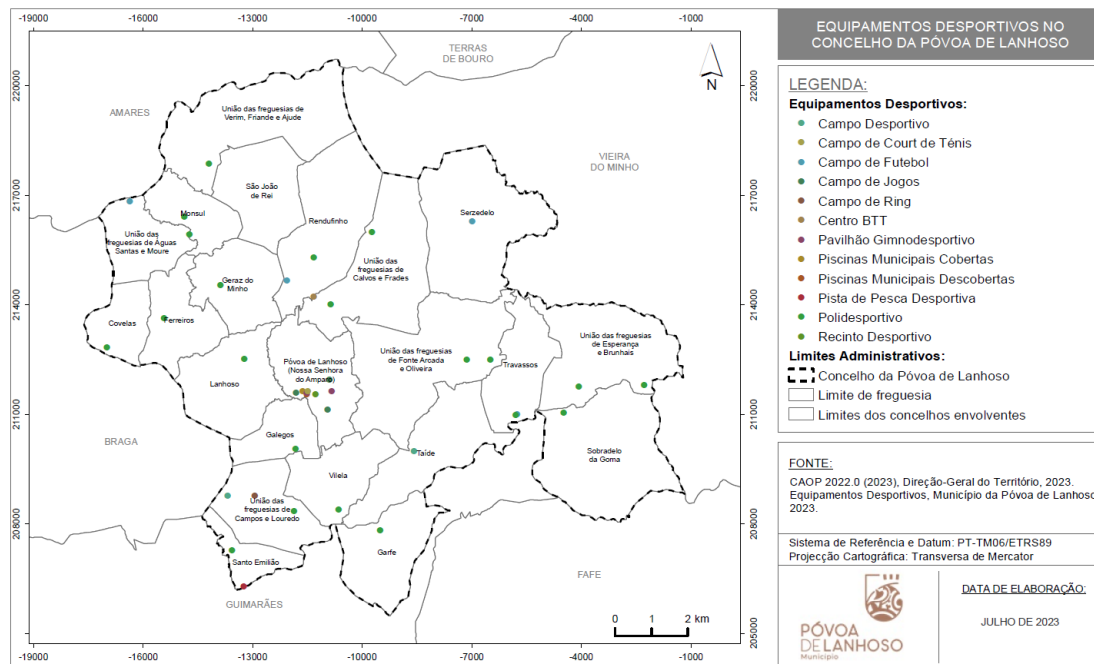 -19000 -16000 -13000 -10000 -7000 -4000 -1000
220000
217000
214000
211000
208000
205000
220000
217000
214000
211000
208000
205000
-19000 -16000 -13000 -10000 -7000 -4000 -1000
TERRAS
DE BOURO
N
AMARES
União das freguesias de
Verim, Friande e Ajude
VIEIRA
DO MINHO
São João
de Rei
Monsul
Rendufinho
Serzedelo
União das
freguesias de Águas
Santas e Moure
União das
freguesias de
Calvos e Frades
Geraz do
Minho
Covelas
Ferreiros
União das freguesias
de Esperança
e Brunhais
Póvoa de Lanhoso
(Nossa Senhora
do Amparo)
União das
freguesias de
Fonte Arcada
e Oliveira
Travassos
Lanhoso
BRAGA
Galegos
Taíde
Sobradelo
da Goma
Vilela
União das
freguesias de
Campos e Louredo
Garfe
Santo Emilião
FAFE
GUIMARÃES
0 1 2 km
EQUIPAMENTOS DESPORTIVOS NO
CONCELHO DA PÓVOA DE LANHOSO
LEGENDA:
Equipamentos Desportivos:
Campo Desportivo
Campo de Court de Ténis
Campo de Futebol
Campo de Jogos
Campo de Ring
Centro BTT
Pavilhão Gimnodesportivo
Piscinas Municipais Cobertas
Piscinas Municipais Descobertas
Pista de Pesca Desportiva
Polidesportivo
Recinto Desportivo
Limites Administrativos:
Concelho da Póvoa de Lanhoso
Limite de freguesia
Limites dos concelhos envolventes
FONTE:
CAOP 2022.0 (2023), Direção-Geral do Território, 2023.
Equipamentos Desportivos, Município da Póvoa de Lanhoso,
2023.
Sistema de Referência e Datum: PT-TM06/ETRS89
Projecção Cartográfica: Transversa de Mercator
PÓVOA
DE LANHOSO
Município
DATA DE ELABORAÇÃO:
JULHO DE 2023